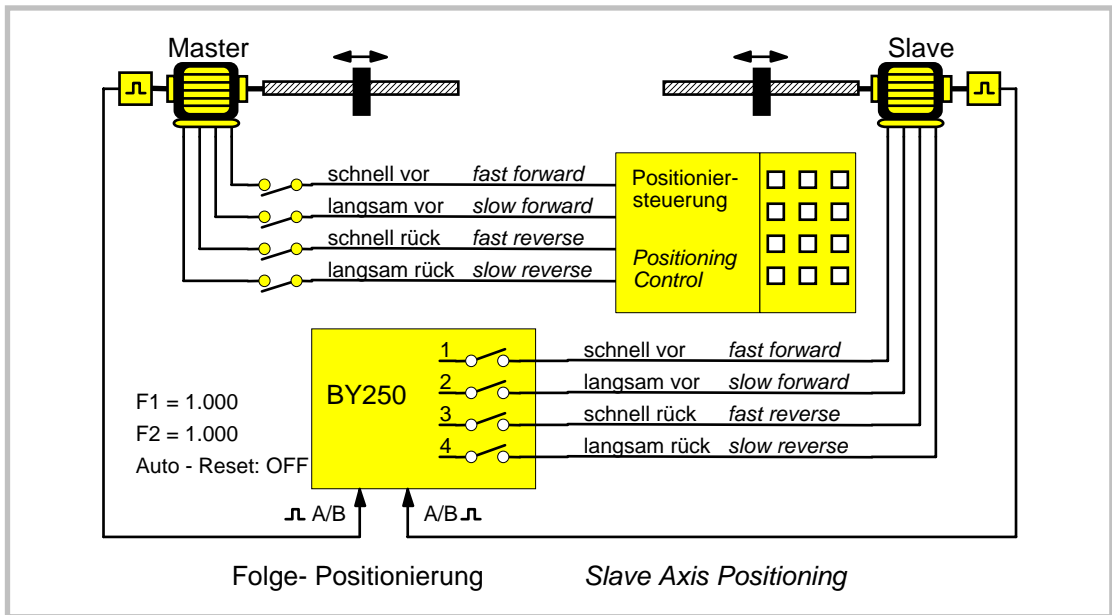 Master
Slave
schnell vor fast forward
langsam vor slow forward
schnell rück fast reverse
langsam rück slow reverse
Positionier-
steuerung
Positioning
Control
F1 = 1.000
F2 = 1.000
Auto - Reset: OFF
BY250
1 schnell vor fast forward
2 langsam vor slow forward
3 schnell rück fast reverse
4 langsam rück slow reverse
A/B
A/B
Folge- Positionierung Slave Axis Positioning